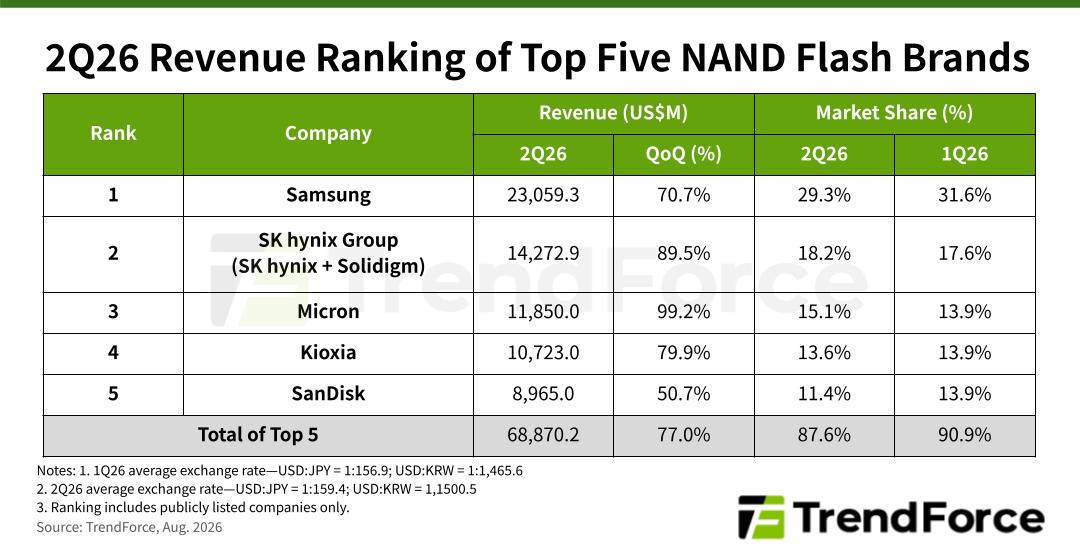 2Q26 Revenue Ranking of Top Five NAND Flash Brands
Rank Company Revenue (US$M) Market Share (%)
2Q26 QoQ (%) 2Q26 1Q26
1 Samsung 23,059.3 70.7% 29.3% 31.6%
2 SK hynix Group (SK hynix + Solidigm) 14,272.9 89.5% 18.2% 17.6%
3 Micron 11,850.0 99.2% 15.1% 13.9%
4 Kioxia 10,723.0 79.9% 13.6% 13.9%
5 SanDisk 8,965.0 50.7% 11.4% 13.9%
Total of Top 5 68,870.2 77.0% 87.6% 90.9%
TrendForce
Notes: 1. 1Q26 average exchange rate—USD:JPY = 1:156.9; USD:KRW = 1:1,465.6
2. 2Q26 average exchange rate—USD:JPY = 1:159.4; USD:KRW = 1,1500.5
3. Ranking includes publicly listed companies only.
Source: TrendForce, Aug. 2026
TrendForce